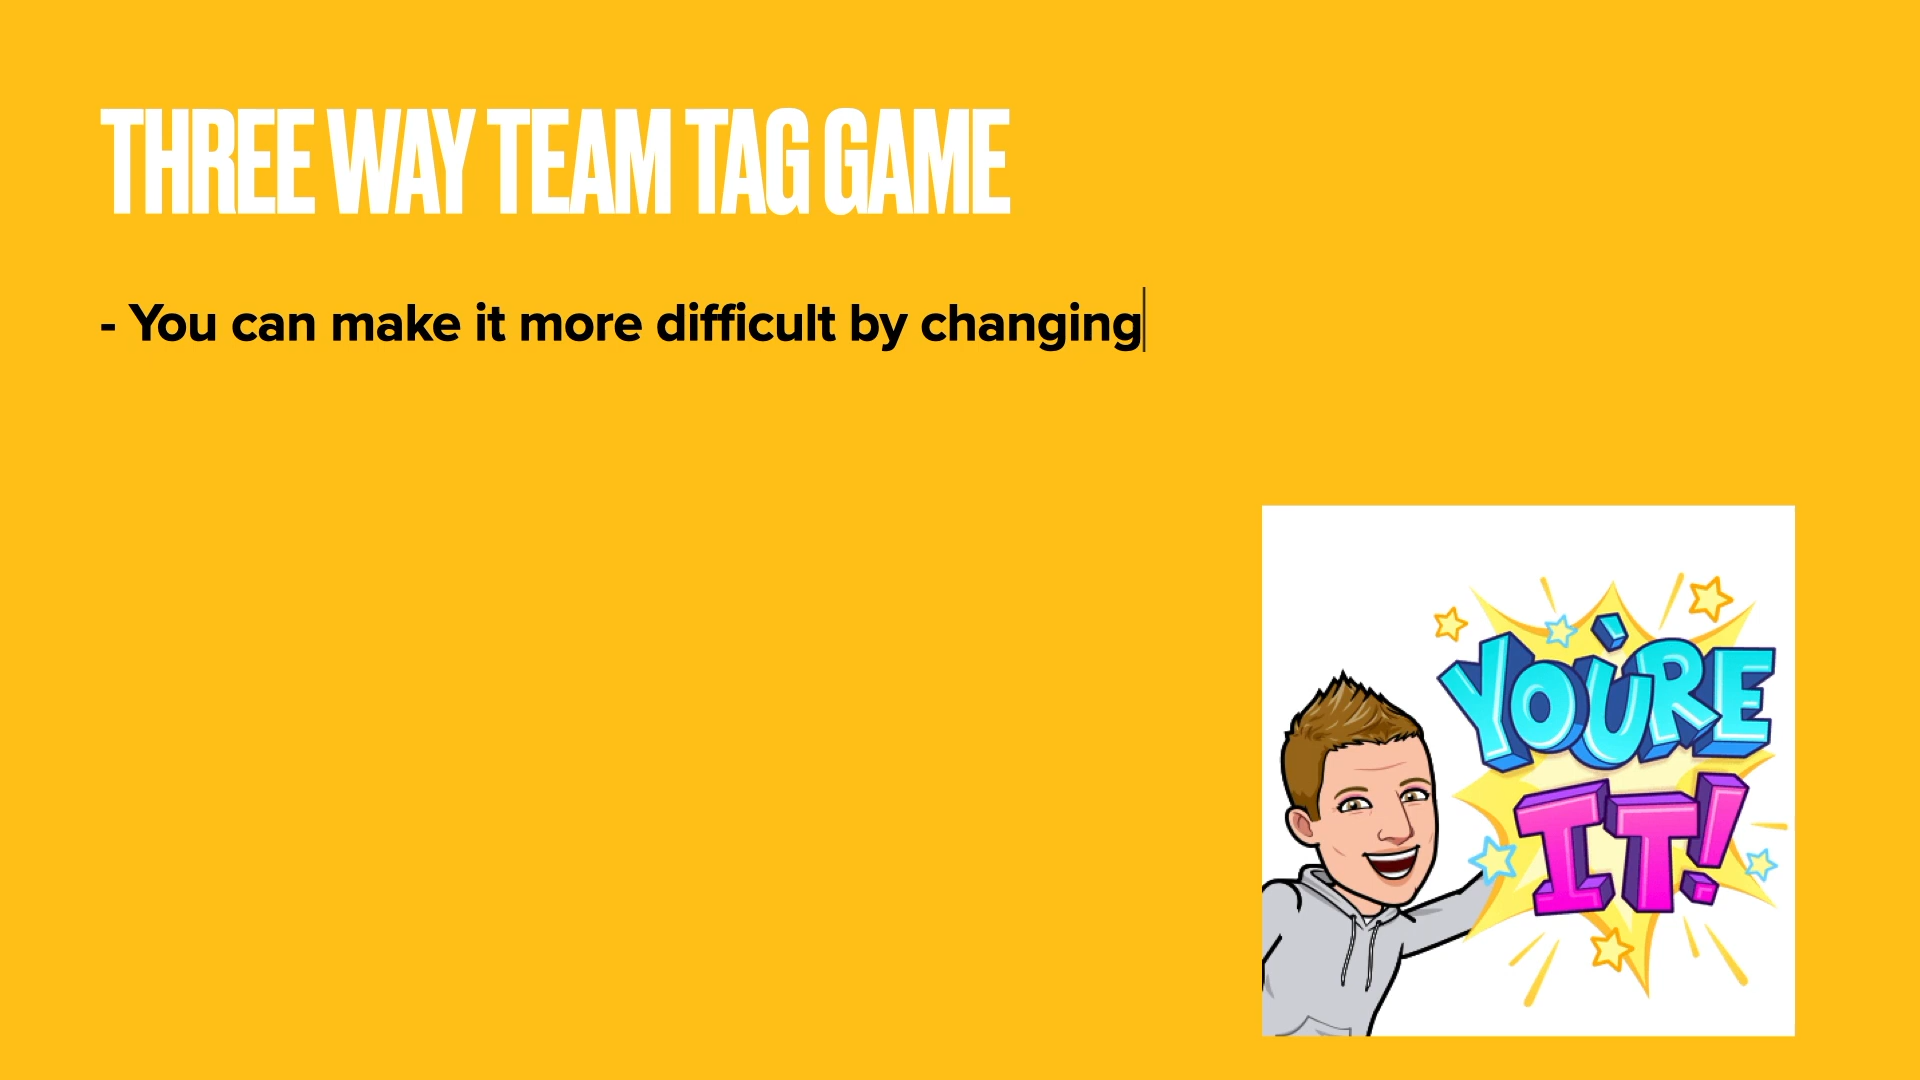 THREE WAY TEAM TAG GAME
- You can make it more difficult by changing
YOU'RE
IT!